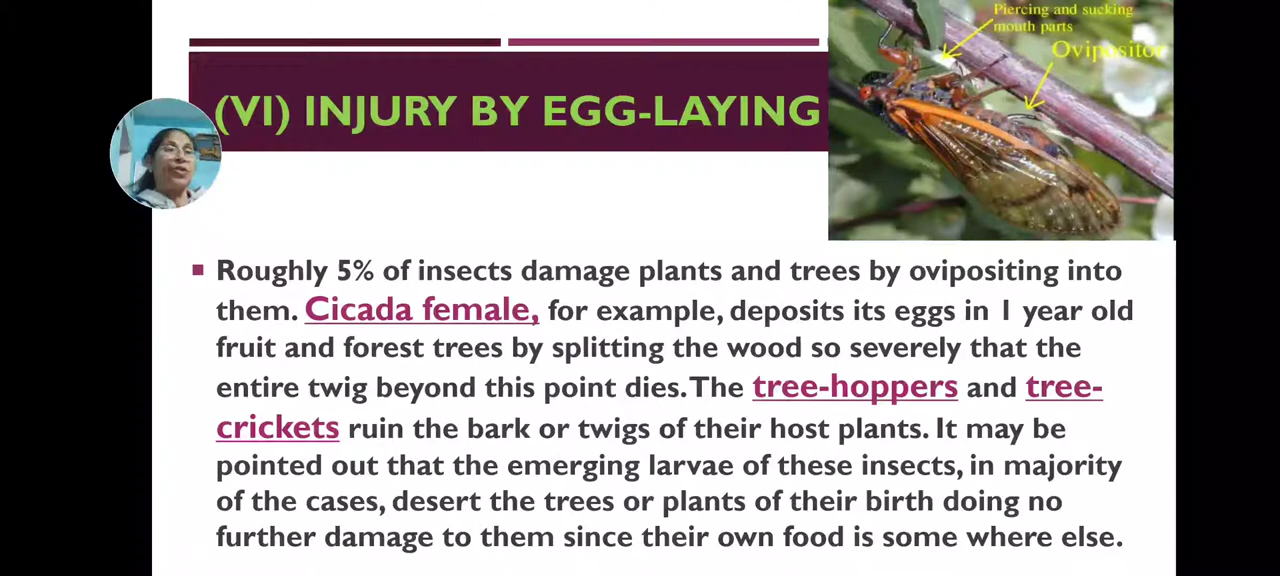 Piercing and sucking
mouth parts
Ovipositor
(VI) INJURY BY EGG-LAYING
▪ Roughly 5% of insects damage plants and trees by ovipositing into
them. Cicada female, for example, deposits its eggs in 1 year old
fruit and forest trees by splitting the wood so severely that the
entire twig beyond this point dies. The tree-hoppers and tree-
crickets ruin the bark or twigs of their host plants. It may be
pointed out that the emerging larvae of these insects, in majority
of the cases, desert the trees or plants of their birth doing no
further damage to them since their own food is some where else.